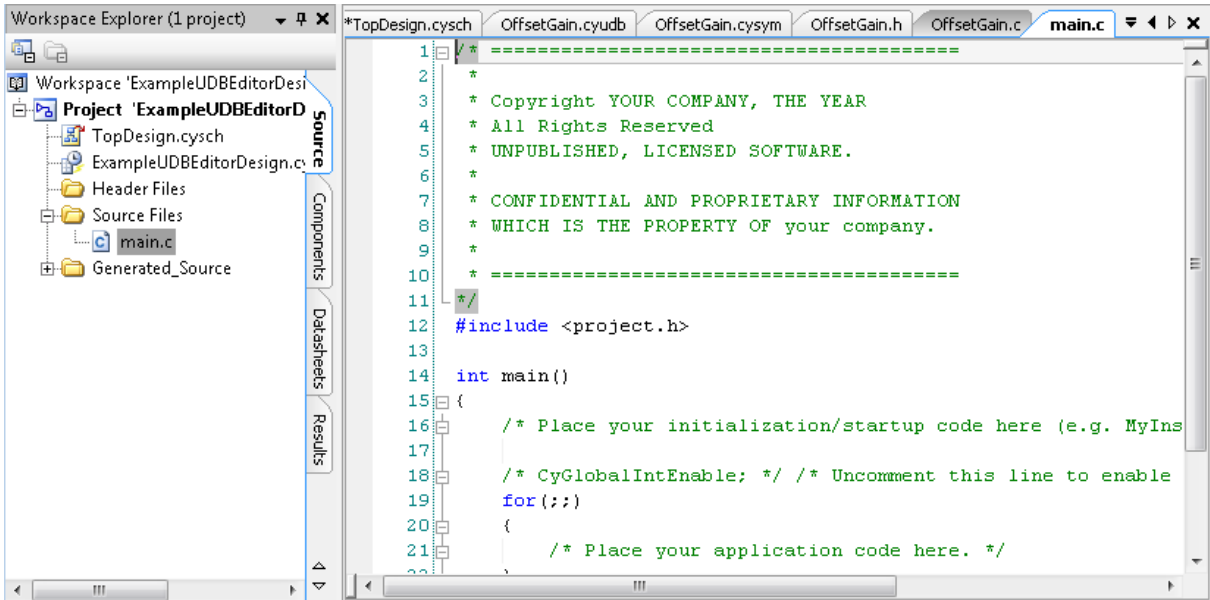 Workspace Explorer (1 project)
Workspace 'ExampleUDBEditorDesi
Project 'ExampleUDBEditorD
TopDesign.cysch
ExampleUDBEditorDesign.cy
Header Files
Source Files
main.c
Generated_Source
Source
Components
Datasheets
Results
*TopDesign.cysch OffsetGain.cyudb OffsetGain.cysym OffsetGain.h OffsetGain.c main.c
1 /* ========================================
2 *
3 * Copyright YOUR COMPANY, THE YEAR
4 * All Rights Reserved
5 * UNPUBLISHED, LICENSED SOFTWARE.
6 *
7 * CONFIDENTIAL AND PROPRIETARY INFORMATION
8 * WHICH IS THE PROPERTY OF your company.
9 *
10 * ========================================
11 */
12 #include <project.h>
13
14 int main()
15 {
16 /* Place your initialization/startup code here (e.g. MyIns
17
18 /* CyGlobalIntEnable; */ /* Uncomment this line to enable
19 for(;;)
20 {
21 /* Place your application code here. */